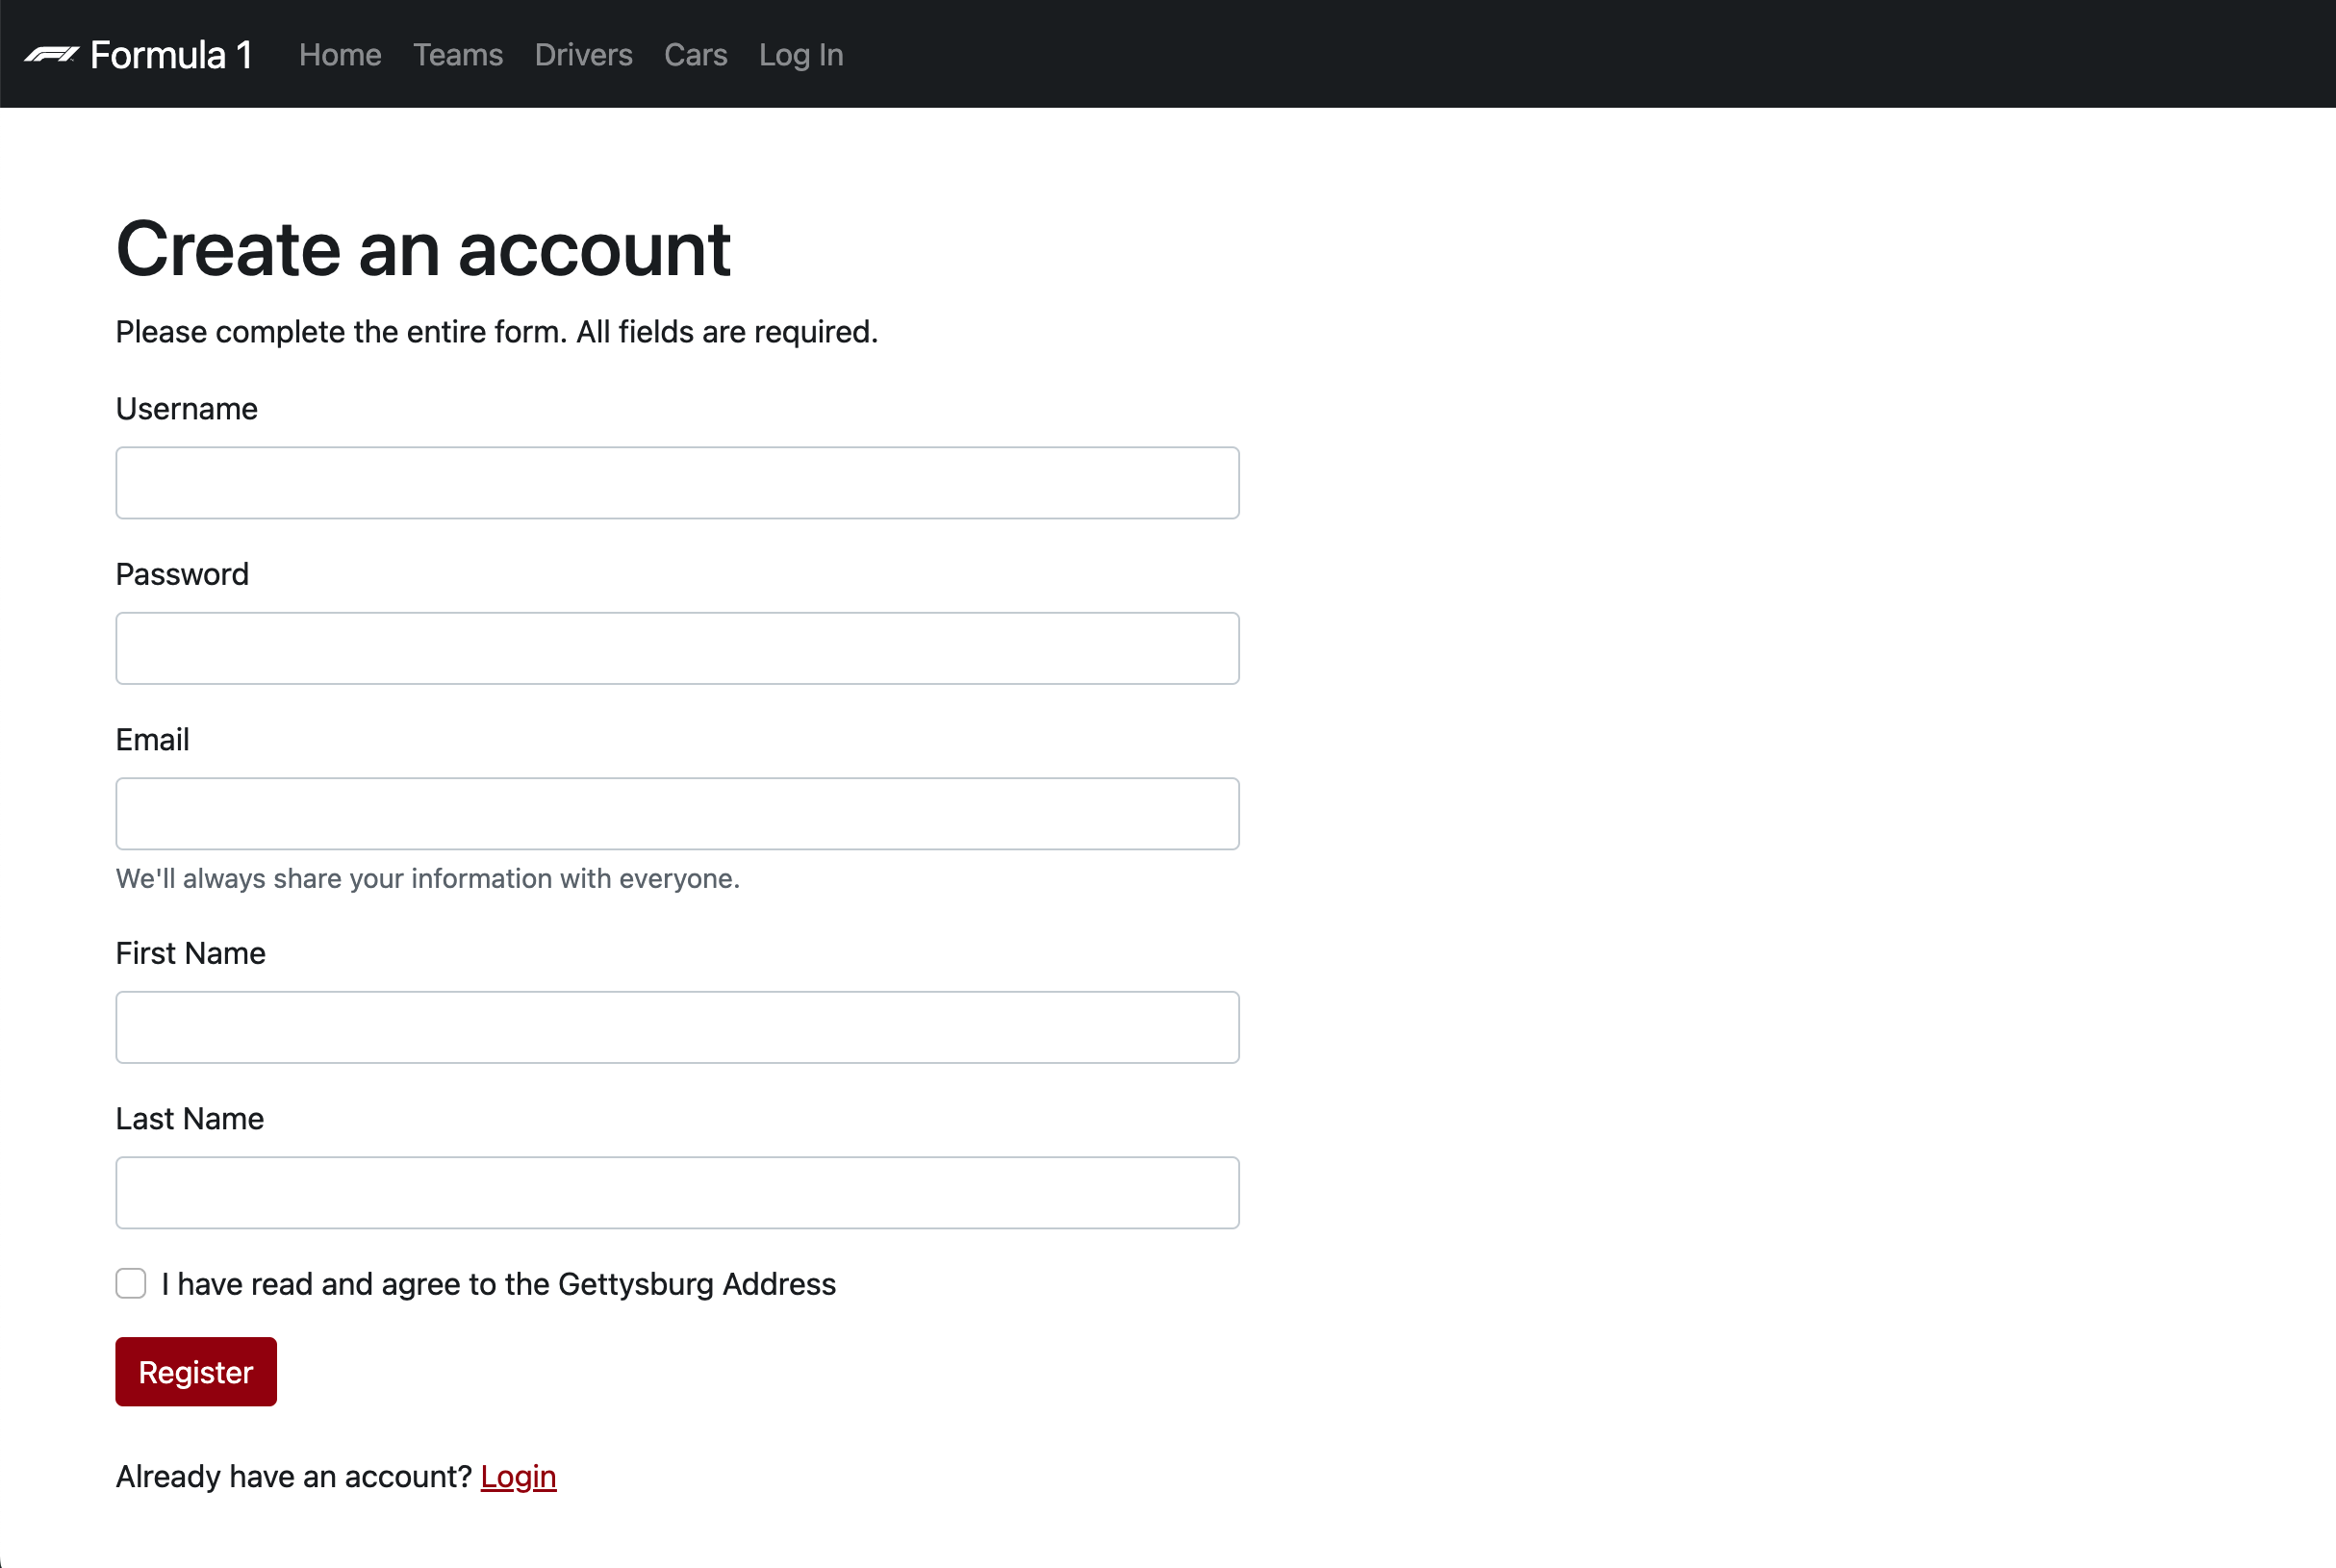 Formula 1 Home Teams Drivers Cars Log In
Create an account
Please complete the entire form. All fields are required.
Username
Password
Email
We'll always share your information with everyone.
First Name
Last Name
I have read and agree to the Gettysburg Address
Register
Already have an account? Login